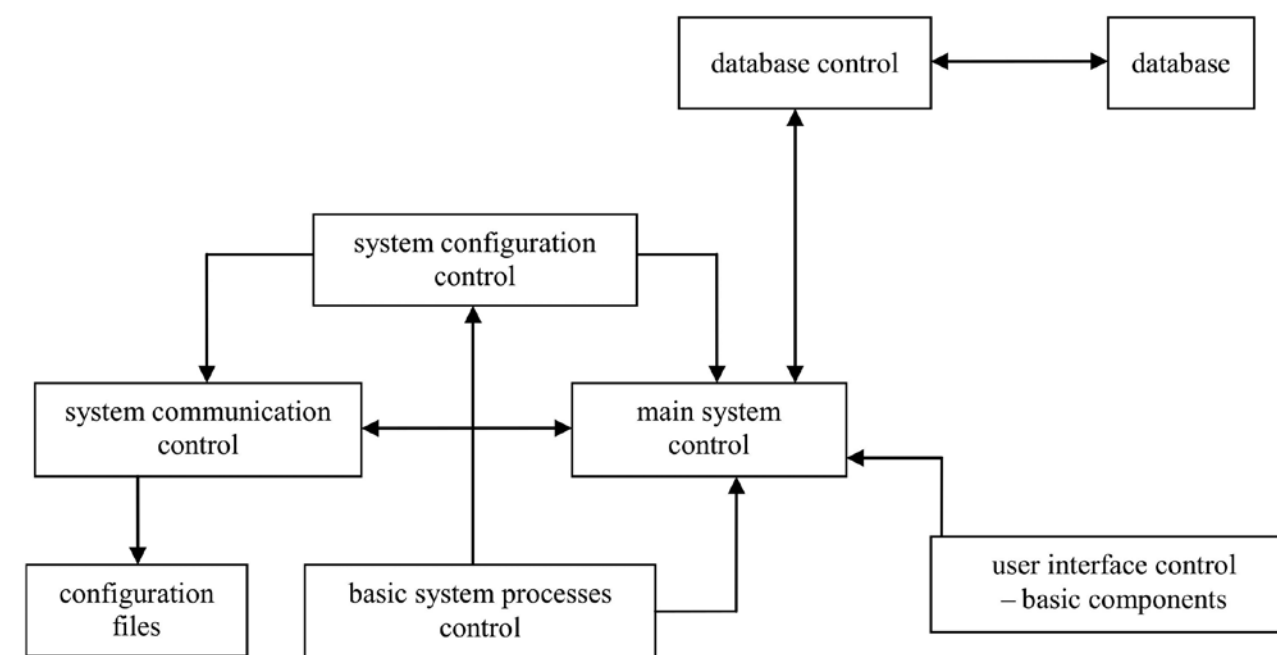 database control
database
system configuration
control
system communication
control
main system
control
configuration
files
basic system processes
control
user interface control
– basic components